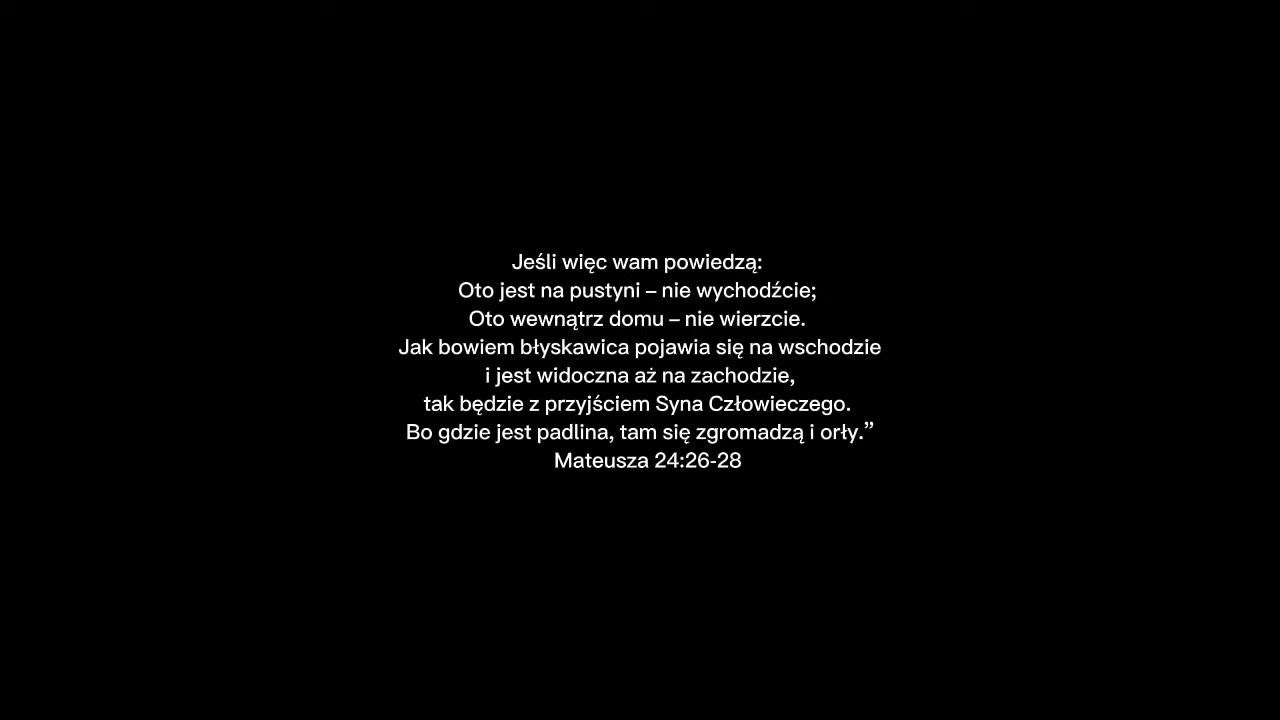 Jeśli więc wam powiedzą:
Oto jest na pustyni – nie wychodźcie;
Oto wewnątrz domu – nie wierzcie.
Jak bowiem błyskawica pojawia się na wschodzie
i jest widoczna aż na zachodzie,
tak będzie z przyjściem Syna Człowieczego.
Bo gdzie jest padlina, tam się zgromadzą i orły.”
Mateusza 24:26-28